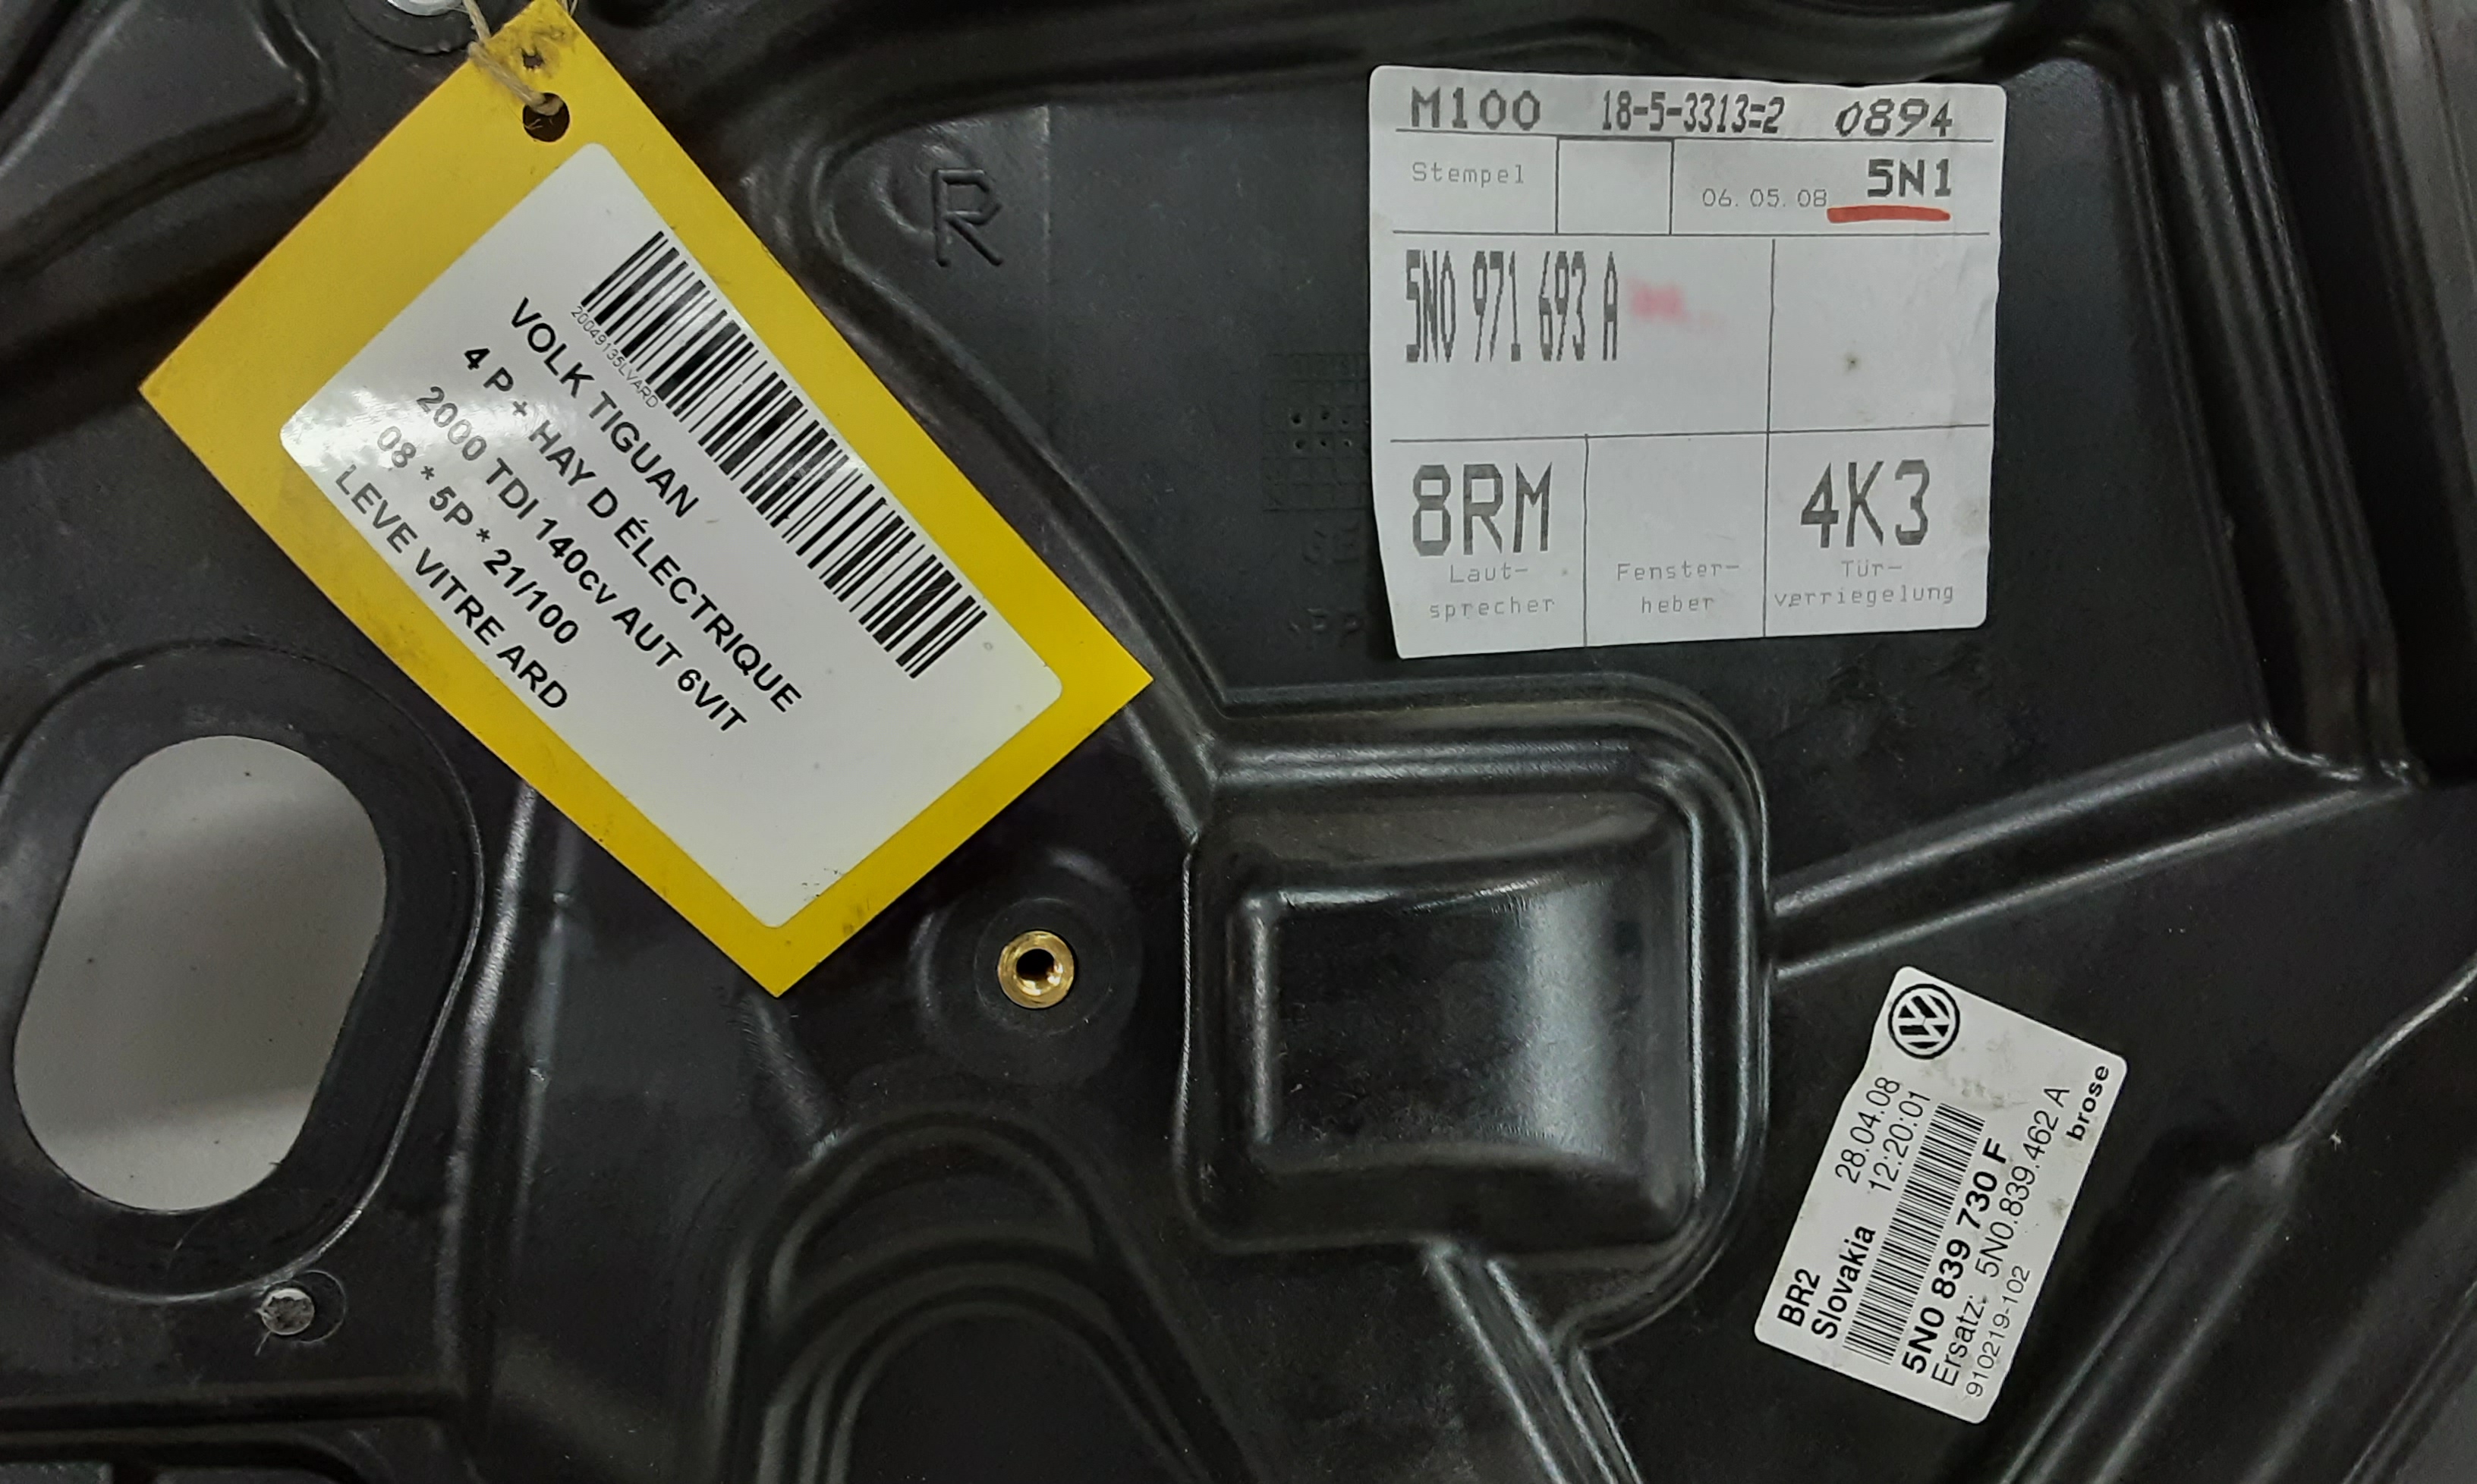 20049135LVARD
VOLK TIGUAN
4 P + HAY D ÉLECTRIQUE
2000 TDI 140cv AUT 6VIT
08 * 5P * 21/100
LEVE VITRE ARD
R
M100 18-5-3313=2 0894
Stempel 06.05.08 5N1
5N0 971 693 A
8RM 4K3
Laut- Fenster- Tür-
sprecher heber verriegelung
BR2 28.04.08
Slovakia 12:20:01
5N0 839 730 F
Ersatz: 5N0.839.462 A
910219-102 brose